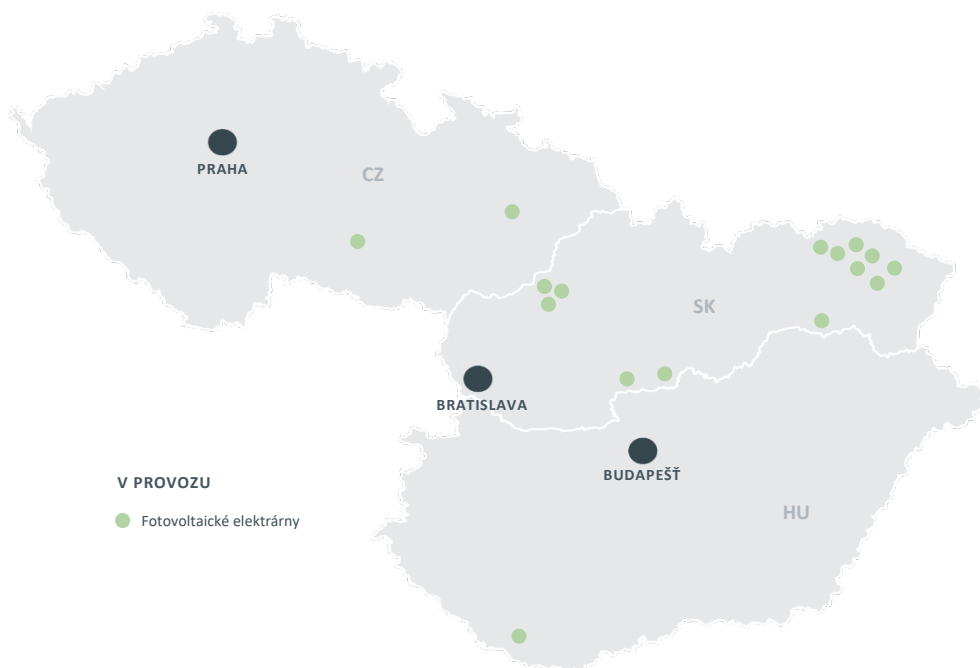 PRAHA
CZ
SK
BRATISLAVA
BUDAPEŠŤ
V PROVOZU
HU
Fotovoltaické elektrárny